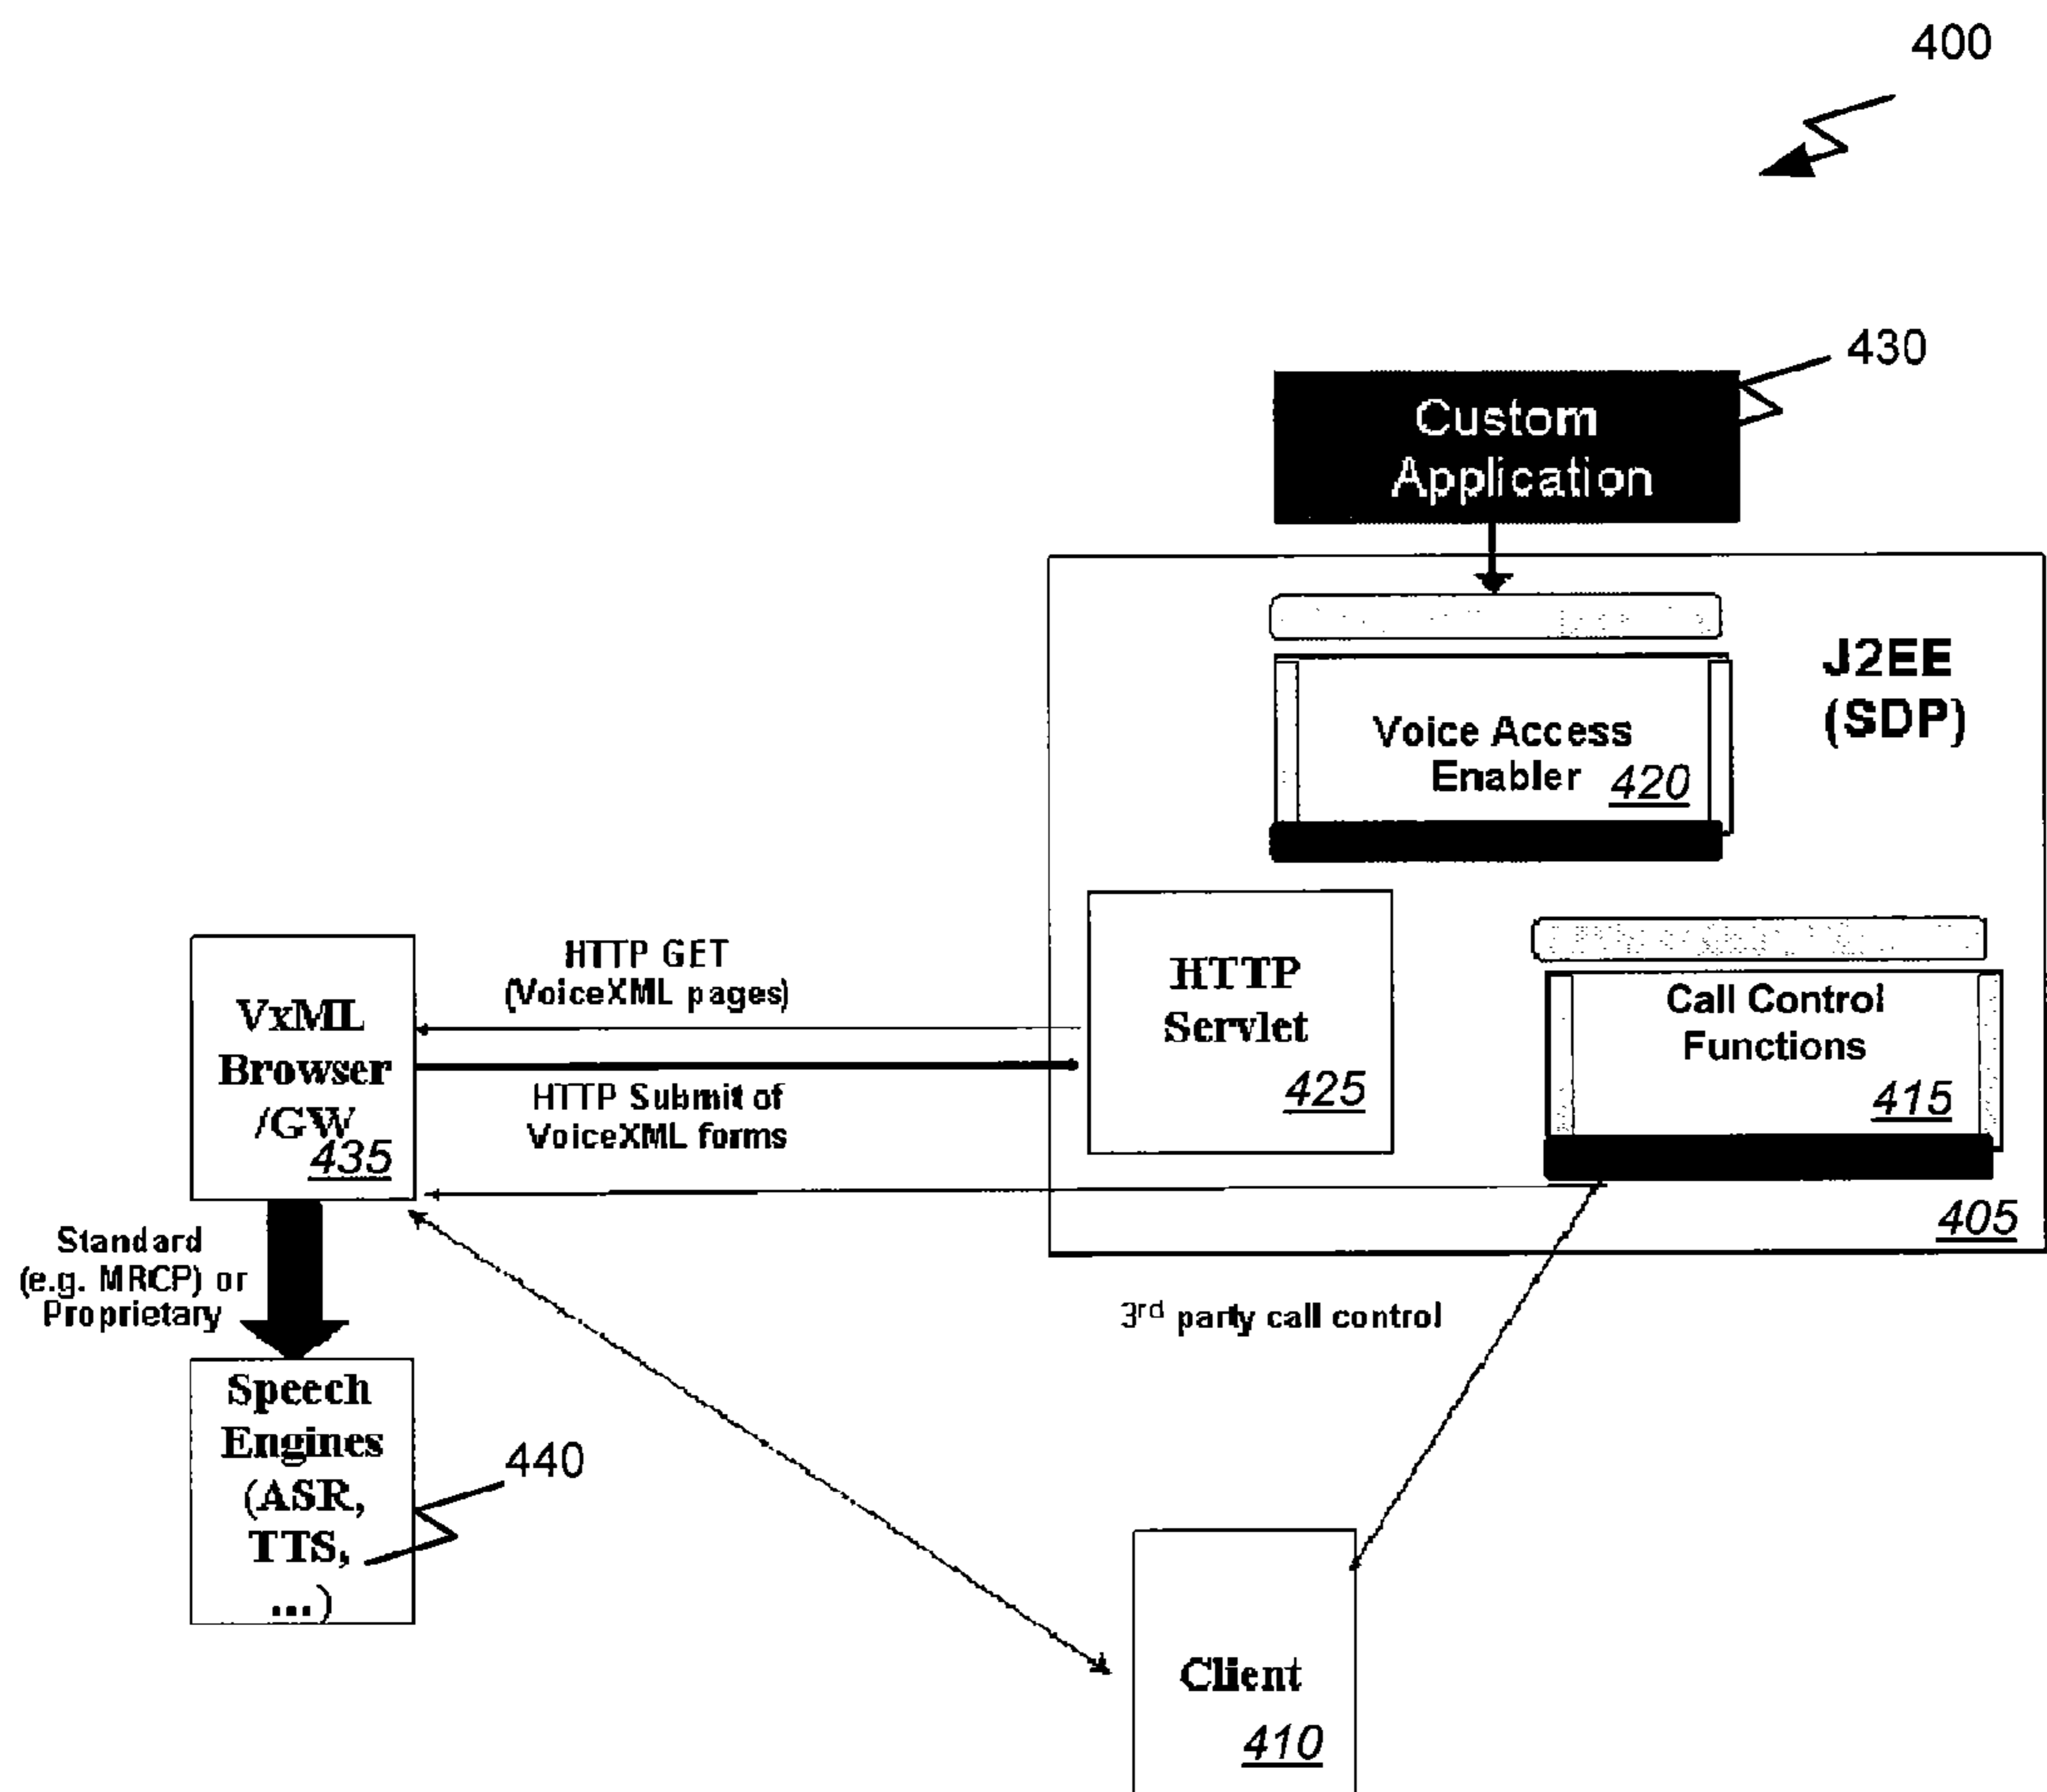 400
430
Custom
Application
J2EE
(SDP)
Voice Access
Enabler 420
HTTP GET
(VoiceXML pages)
HTTP
Servlet
425
Call Control
Functions
415
VxML
Browser
/GW
435
HTTP Submit of
VoiceXML forms
405
Standard
(e.g. MRCP) or
Proprietary
3rd party call control
Speech
Engines
(ASR,
TTS,
...)
440
Client
410